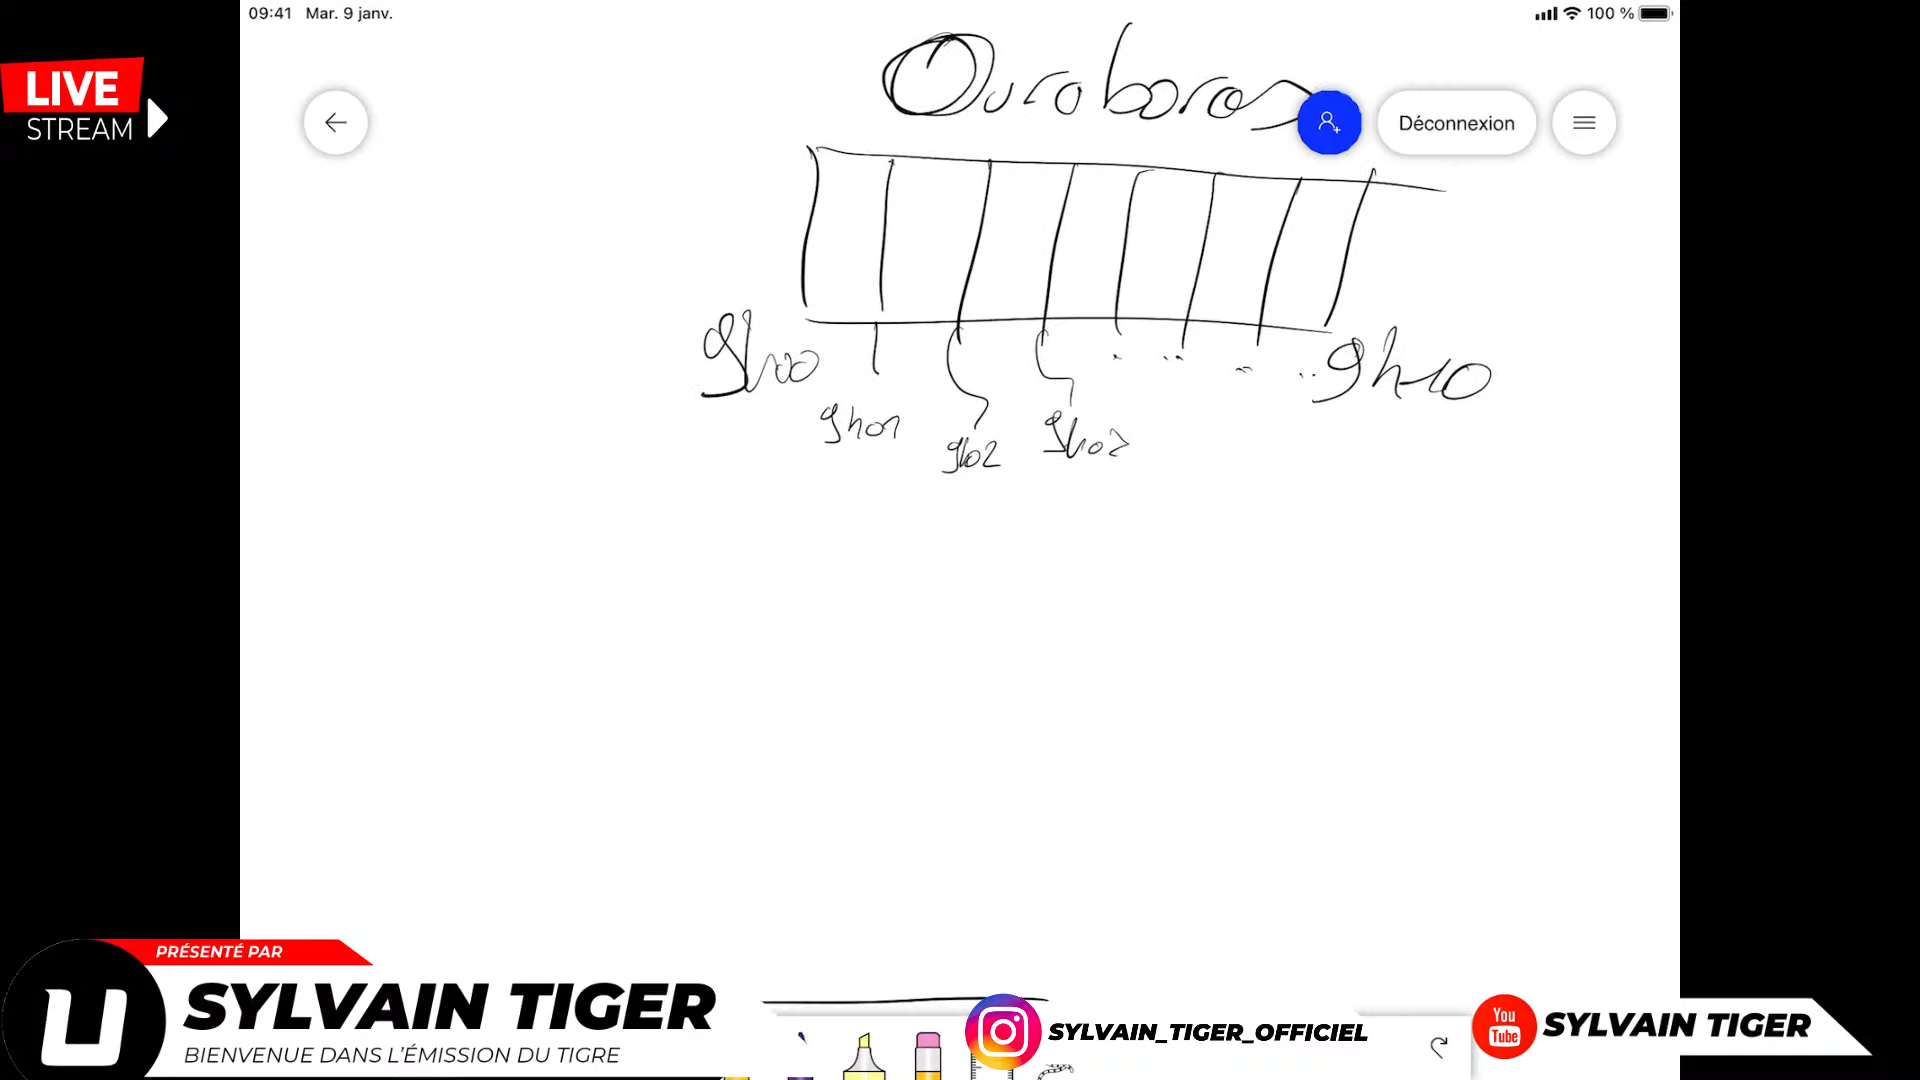 09:41 Mar. 9 janv.
100 %
LIVE
STREAM
Ouroboros
Déconnexion
9h00
9h10
9h01
9h02
9h03
PRÉSENTÉ PAR
SYLVAIN TIGER
BIENVENUE DANS L'ÉMISSION DU TIGRE
SYLVAIN_TIGER_OFFICIEL
You
Tube
SYLVAIN TIGER